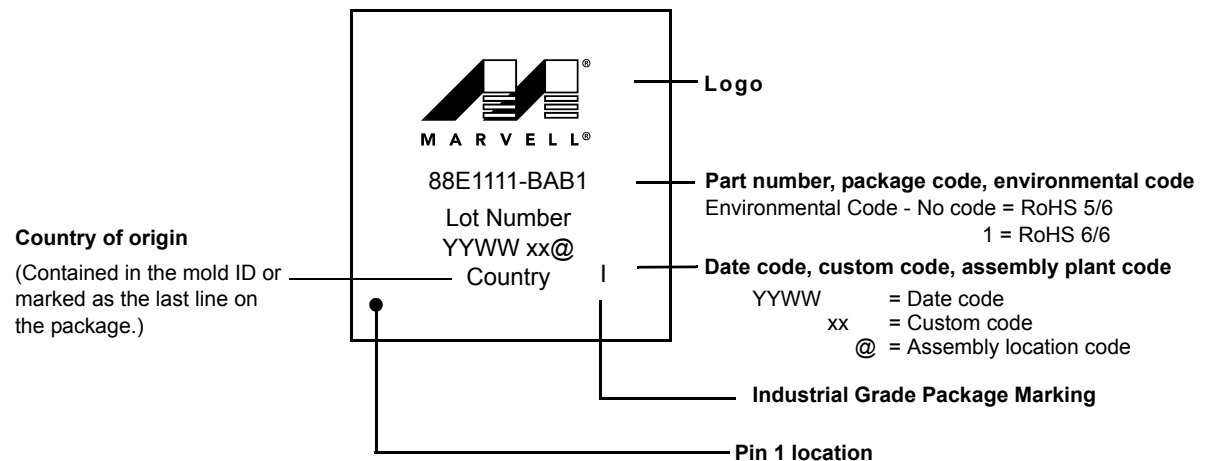 ®
MARVELL®
88E1111-BAB1
Lot Number
YYWW xx@
Country I
Country of origin
(Contained in the mold ID or
marked as the last line on
the package.)
Logo
Part number, package code, environmental code
Environmental Code - No code = RoHS 5/6
1 = RoHS 6/6
Date code, custom code, assembly plant code
YYWW = Date code
xx = Custom code
@ = Assembly location code
Industrial Grade Package Marking
Pin 1 location